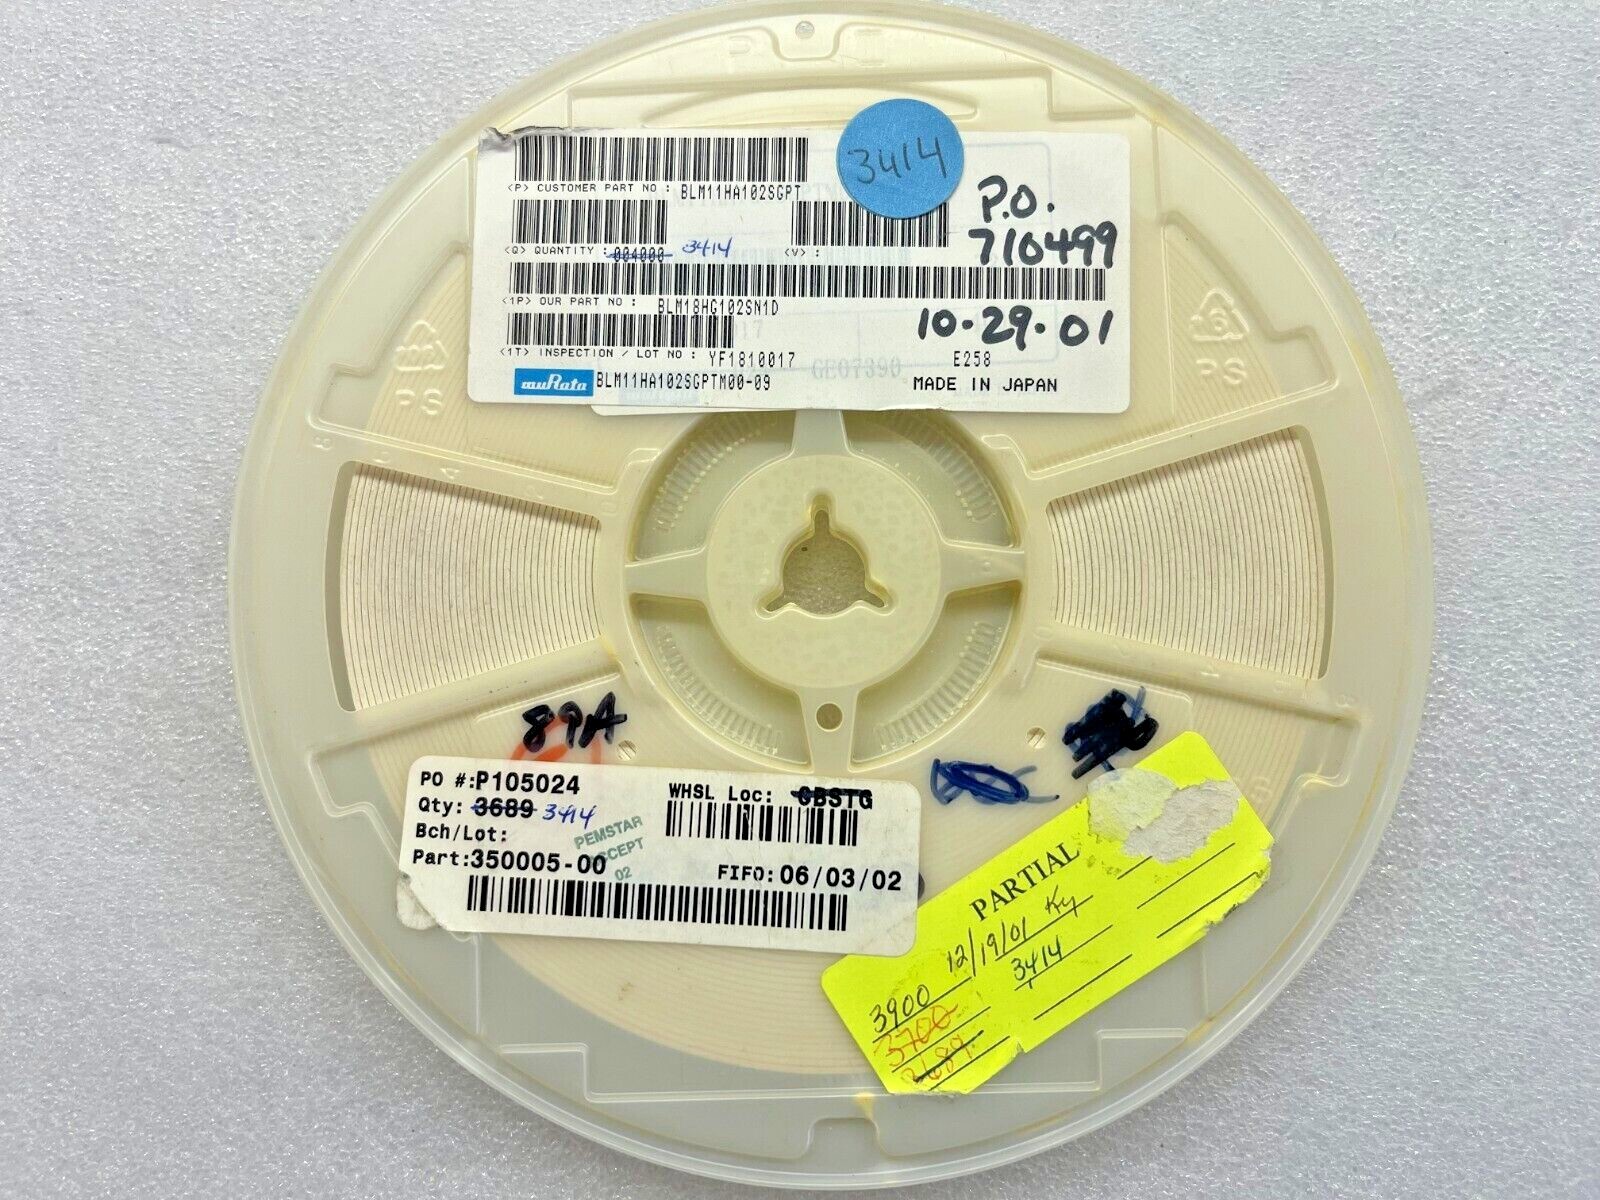 3414
<P> CUSTOMER PART NO : BLM11HA102SGPT
P.O.
710499
<Q> QUANTITY : 004000 3414 <V> :
<1P> OUR PART NO : BLM18HG102SN1D
10-29-01
<1T> INSPECTION / LOT NO : YF1810017 E258
GE07390
muRata BLM11HA102SGPTM00-09 MADE IN JAPAN
PS
PS
89A
PO #:P105024
WHSL Loc: CBSTG
Qty: 3689 3414
Bch/Lot:
PEMSTAR
Part:350005-00
02
FIFO: 06/03/02
PARTIAL
12/19/01 Ky
3900 3414
3700
3689